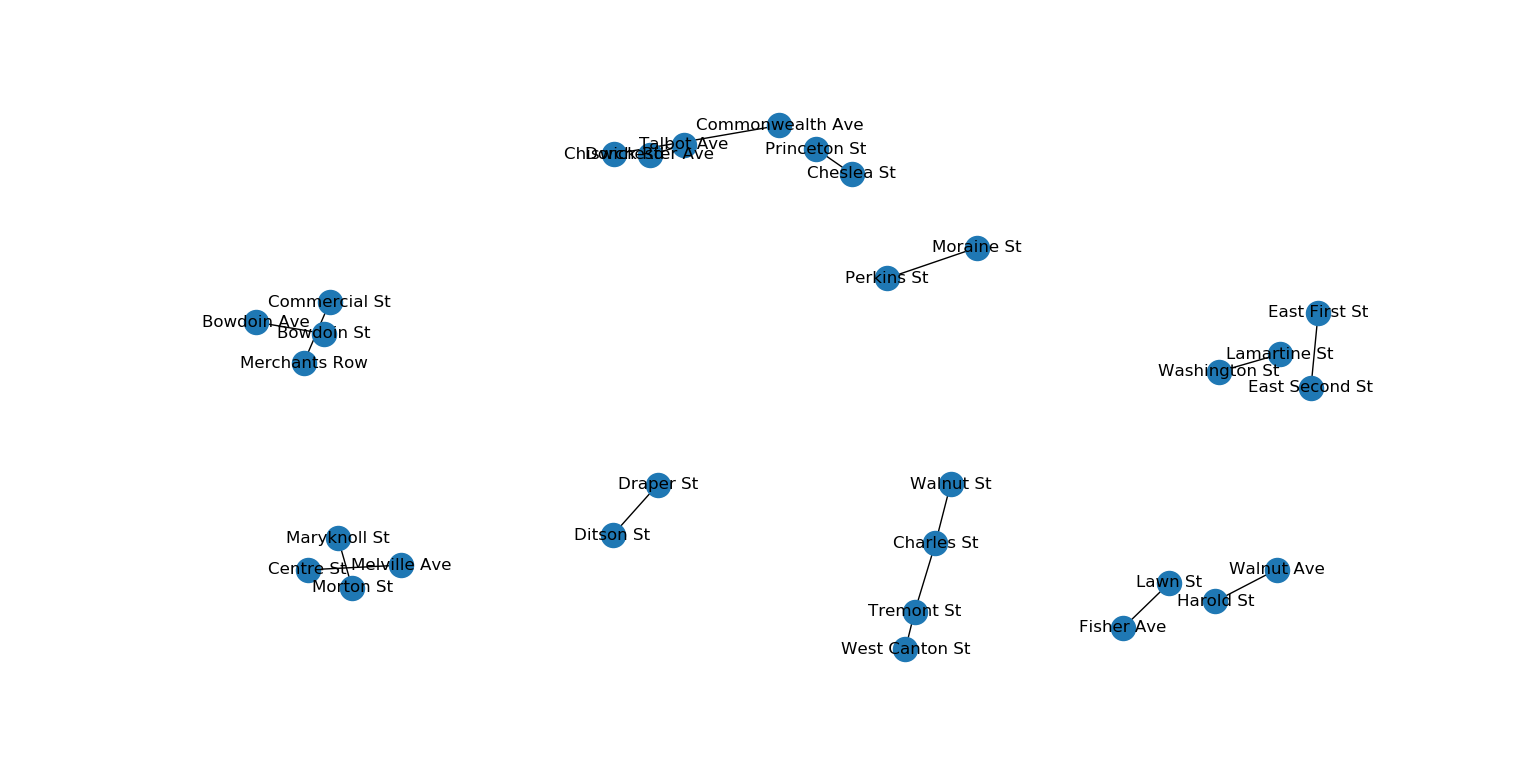 Commonwealth Ave
Talbot Ave
Princeton St
Dorchester Ave
Cheslea St
Moraine St
Perkins St
Commercial St
East First St
Bowdoin Ave
Bowdoin St
Lamartine St
Merchants Row
Washington St
East Second St
Draper St
Walnut St
Ditson St
Maryknoll St
Charles St
Melville Ave
Centre St
Walnut Ave
Lawn St
Morton St
Harold St
Tremont St
Fisher Ave
West Canton St